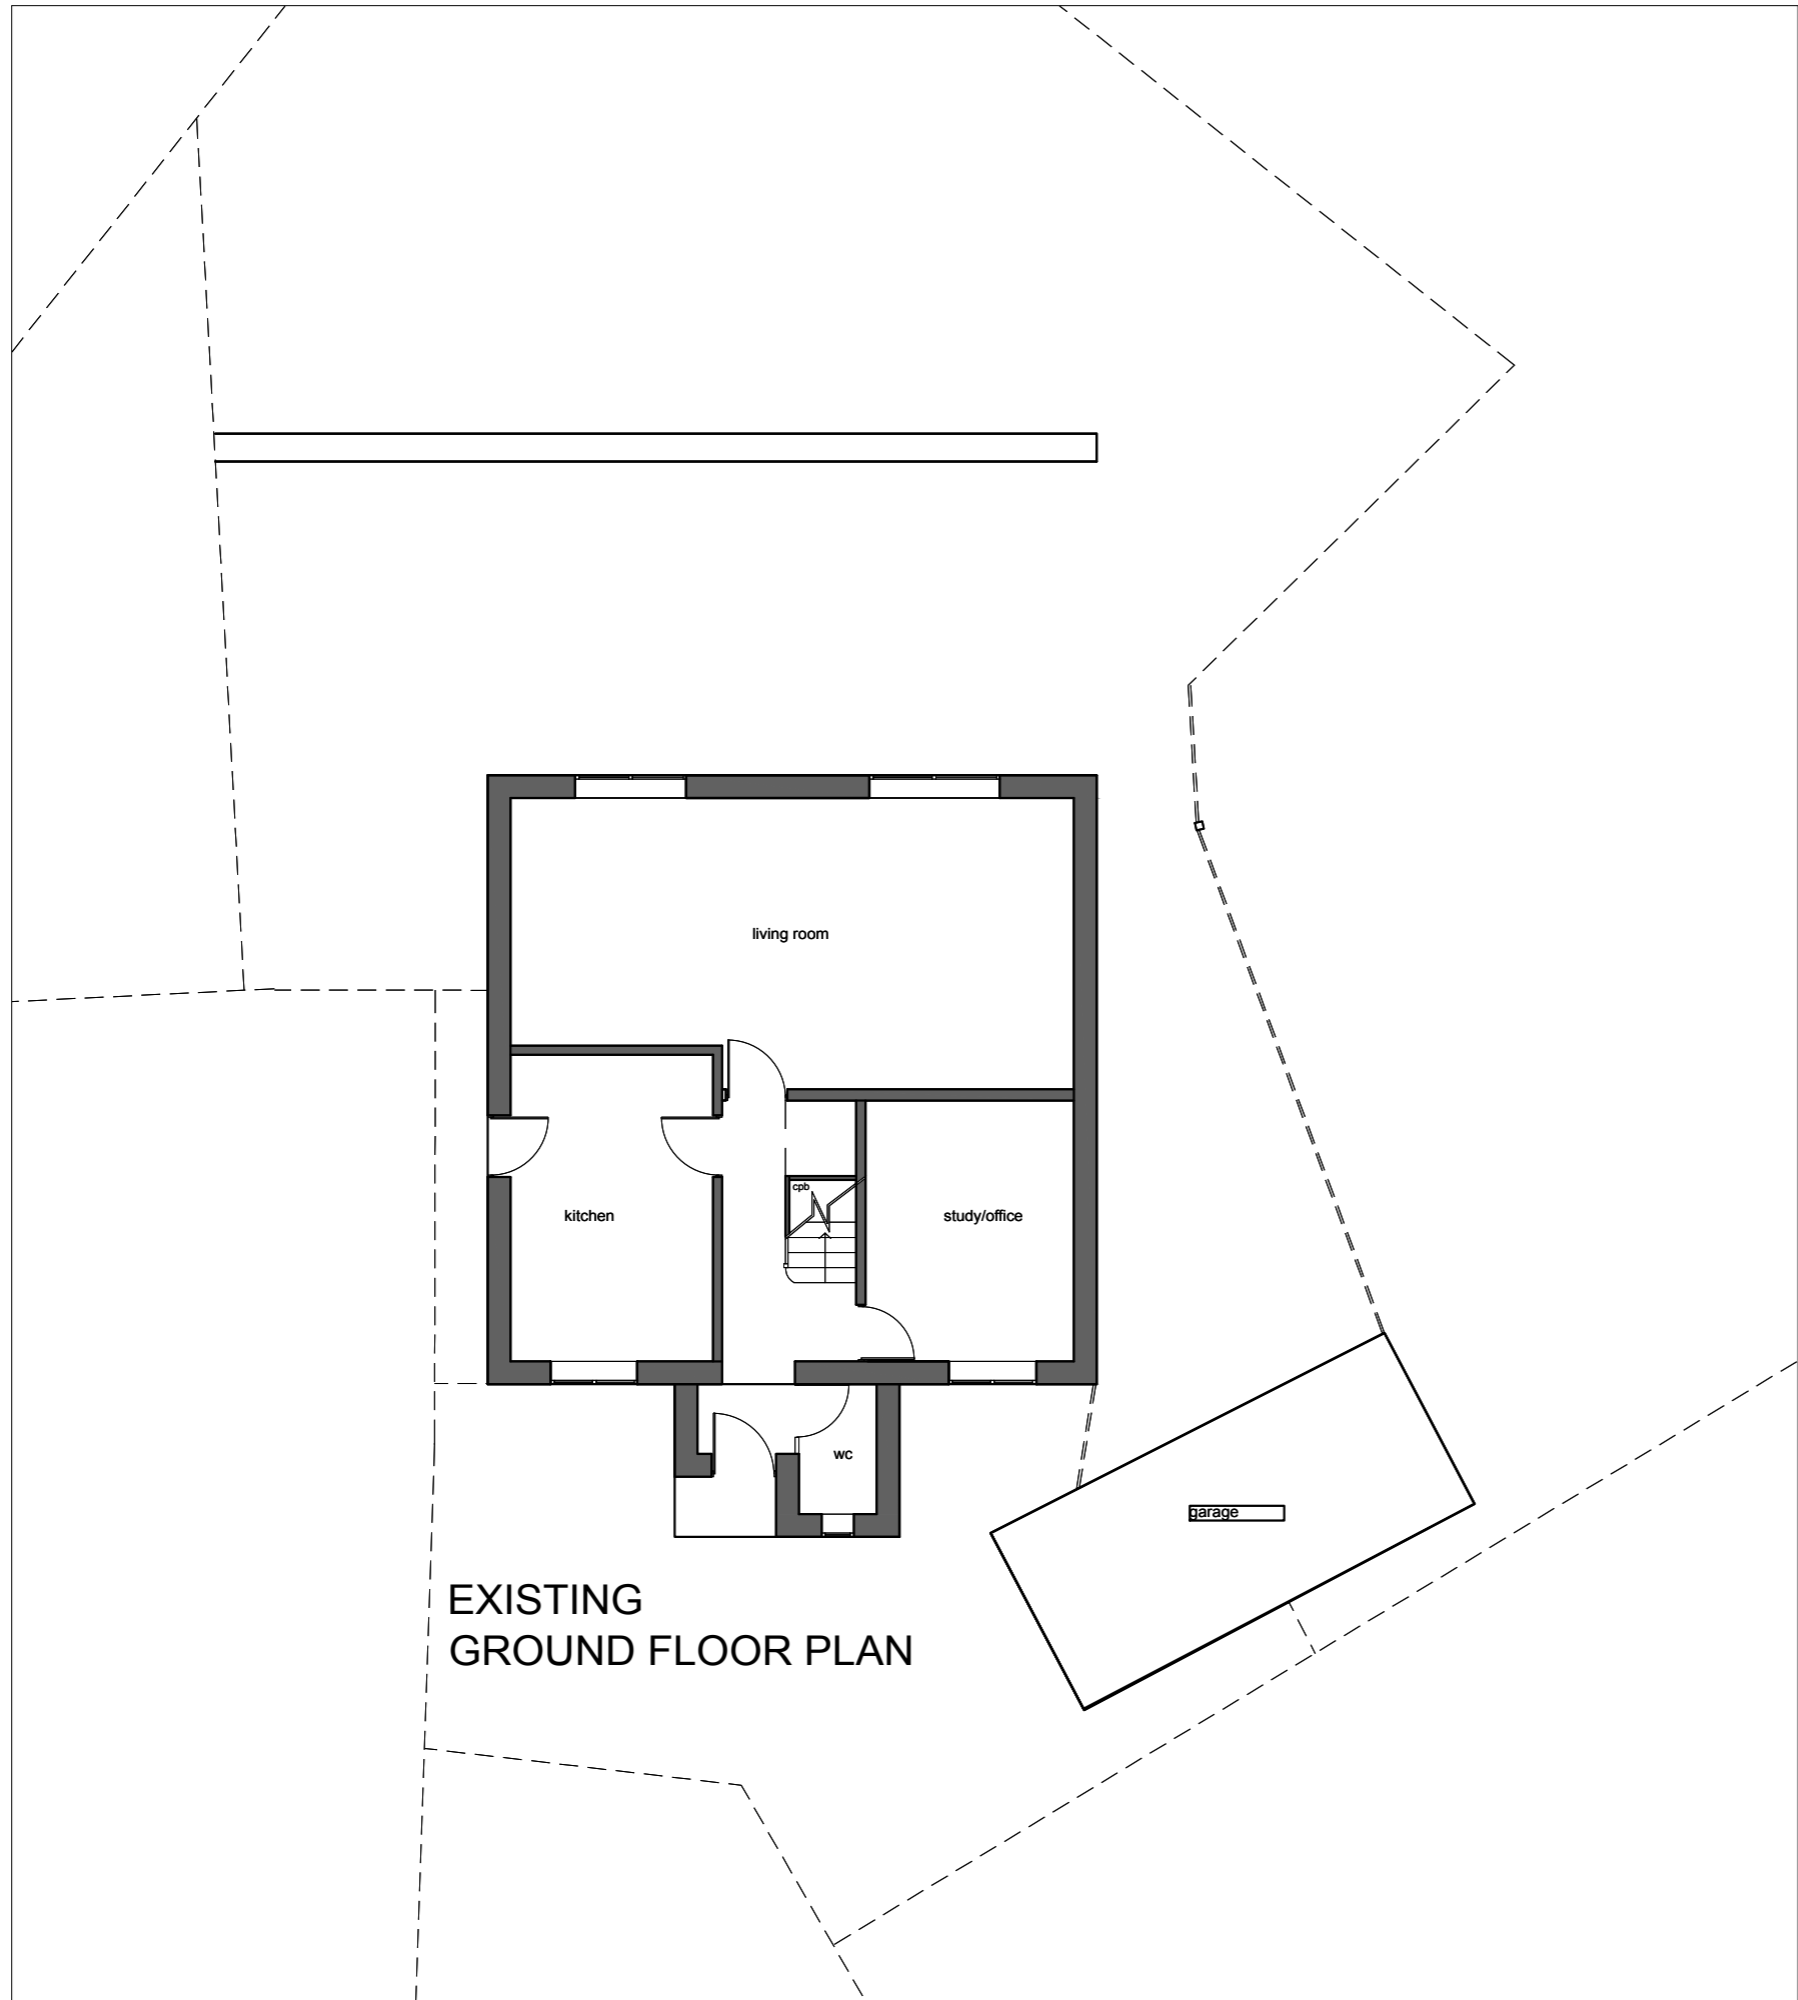 living room
cpb
kitchen
study/office
wc
garage
EXISTING
GROUND FLOOR PLAN